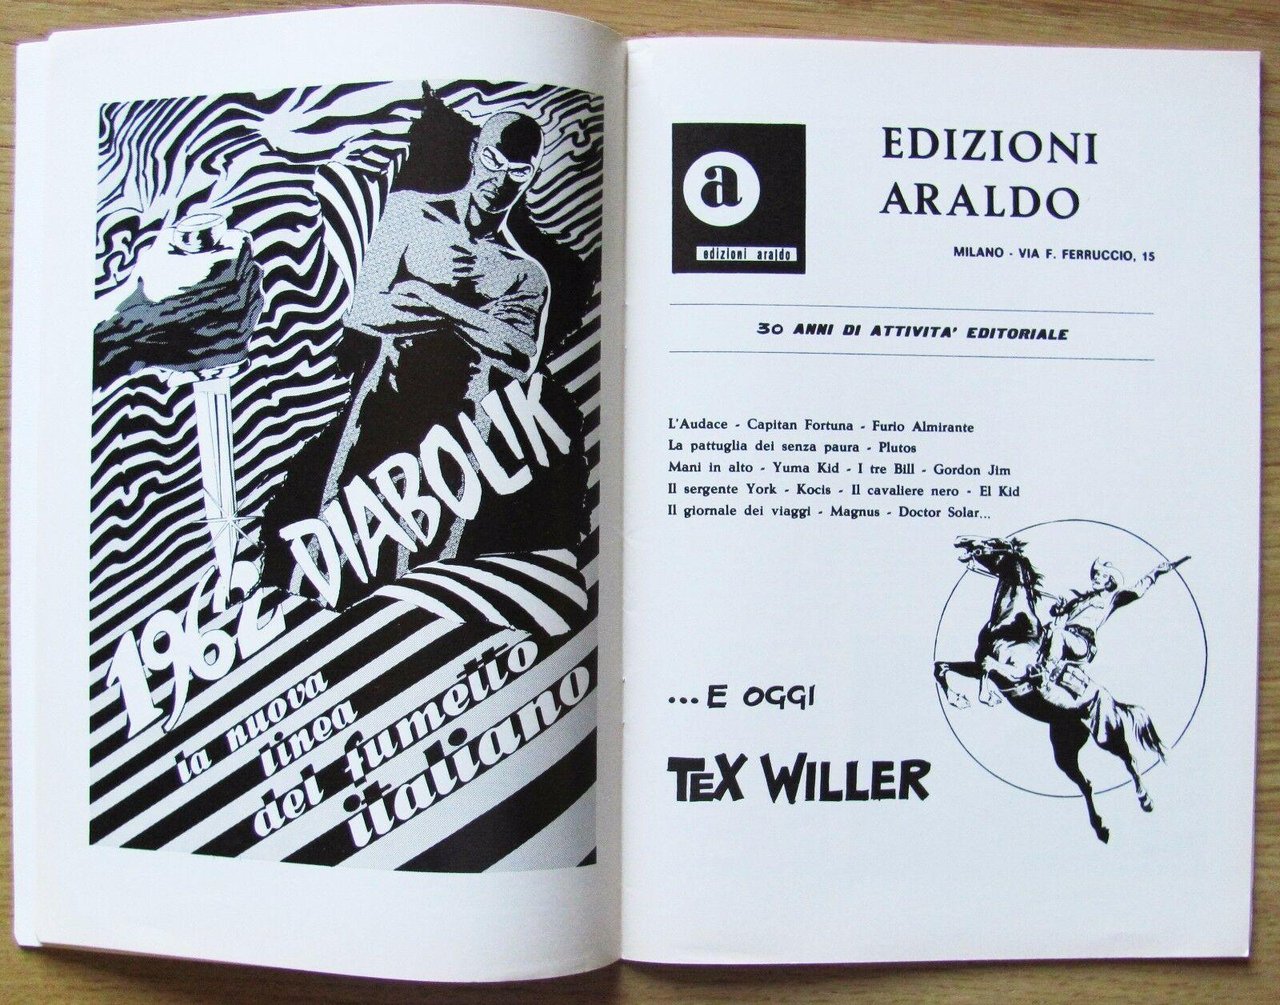 DIABOLIK
1962
la nuova
linea
del fumetto
italiano
a
edizioni araldo
EDIZIONI
ARALDO
MILANO - VIA F. FERRUCCIO, 15
30 ANNI DI ATTIVITA' EDITORIALE
L'Audace - Capitan Fortuna - Furio Almirante
La pattuglia dei senza paura - Plutos
Mani in alto - Yuma Kid - I tre Bill - Gordon Jim
Il sergente York - Kocis - Il cavaliere nero - El Kid
Il giornale dei viaggi - Magnus - Doctor Solar...
...E OGGI
TEX WILLER